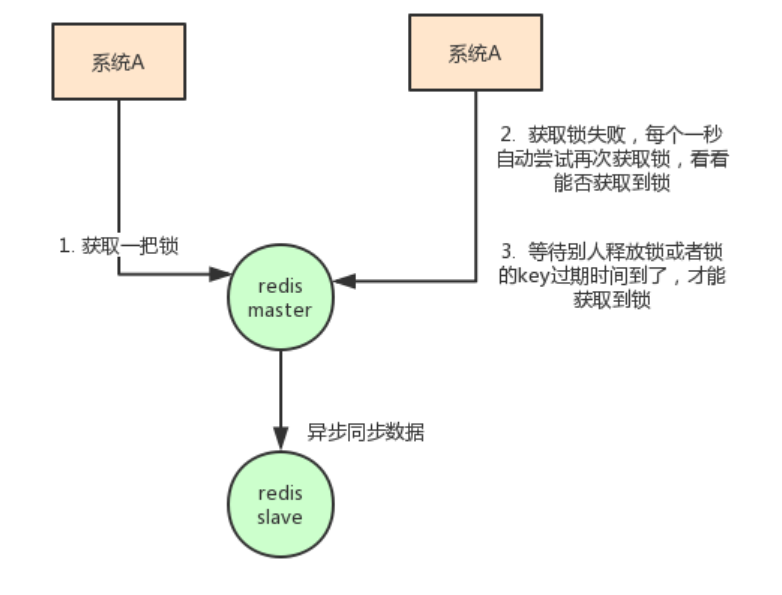 系统A
系统A
2. 获取锁失败，每个一秒
自动尝试再次获取锁，看看
能否获取到锁
1. 获取一把锁
3. 等待别人释放锁或者锁
的key过期时间到了，才能
获取到锁
redis
master
异步同步数据
redis
slave